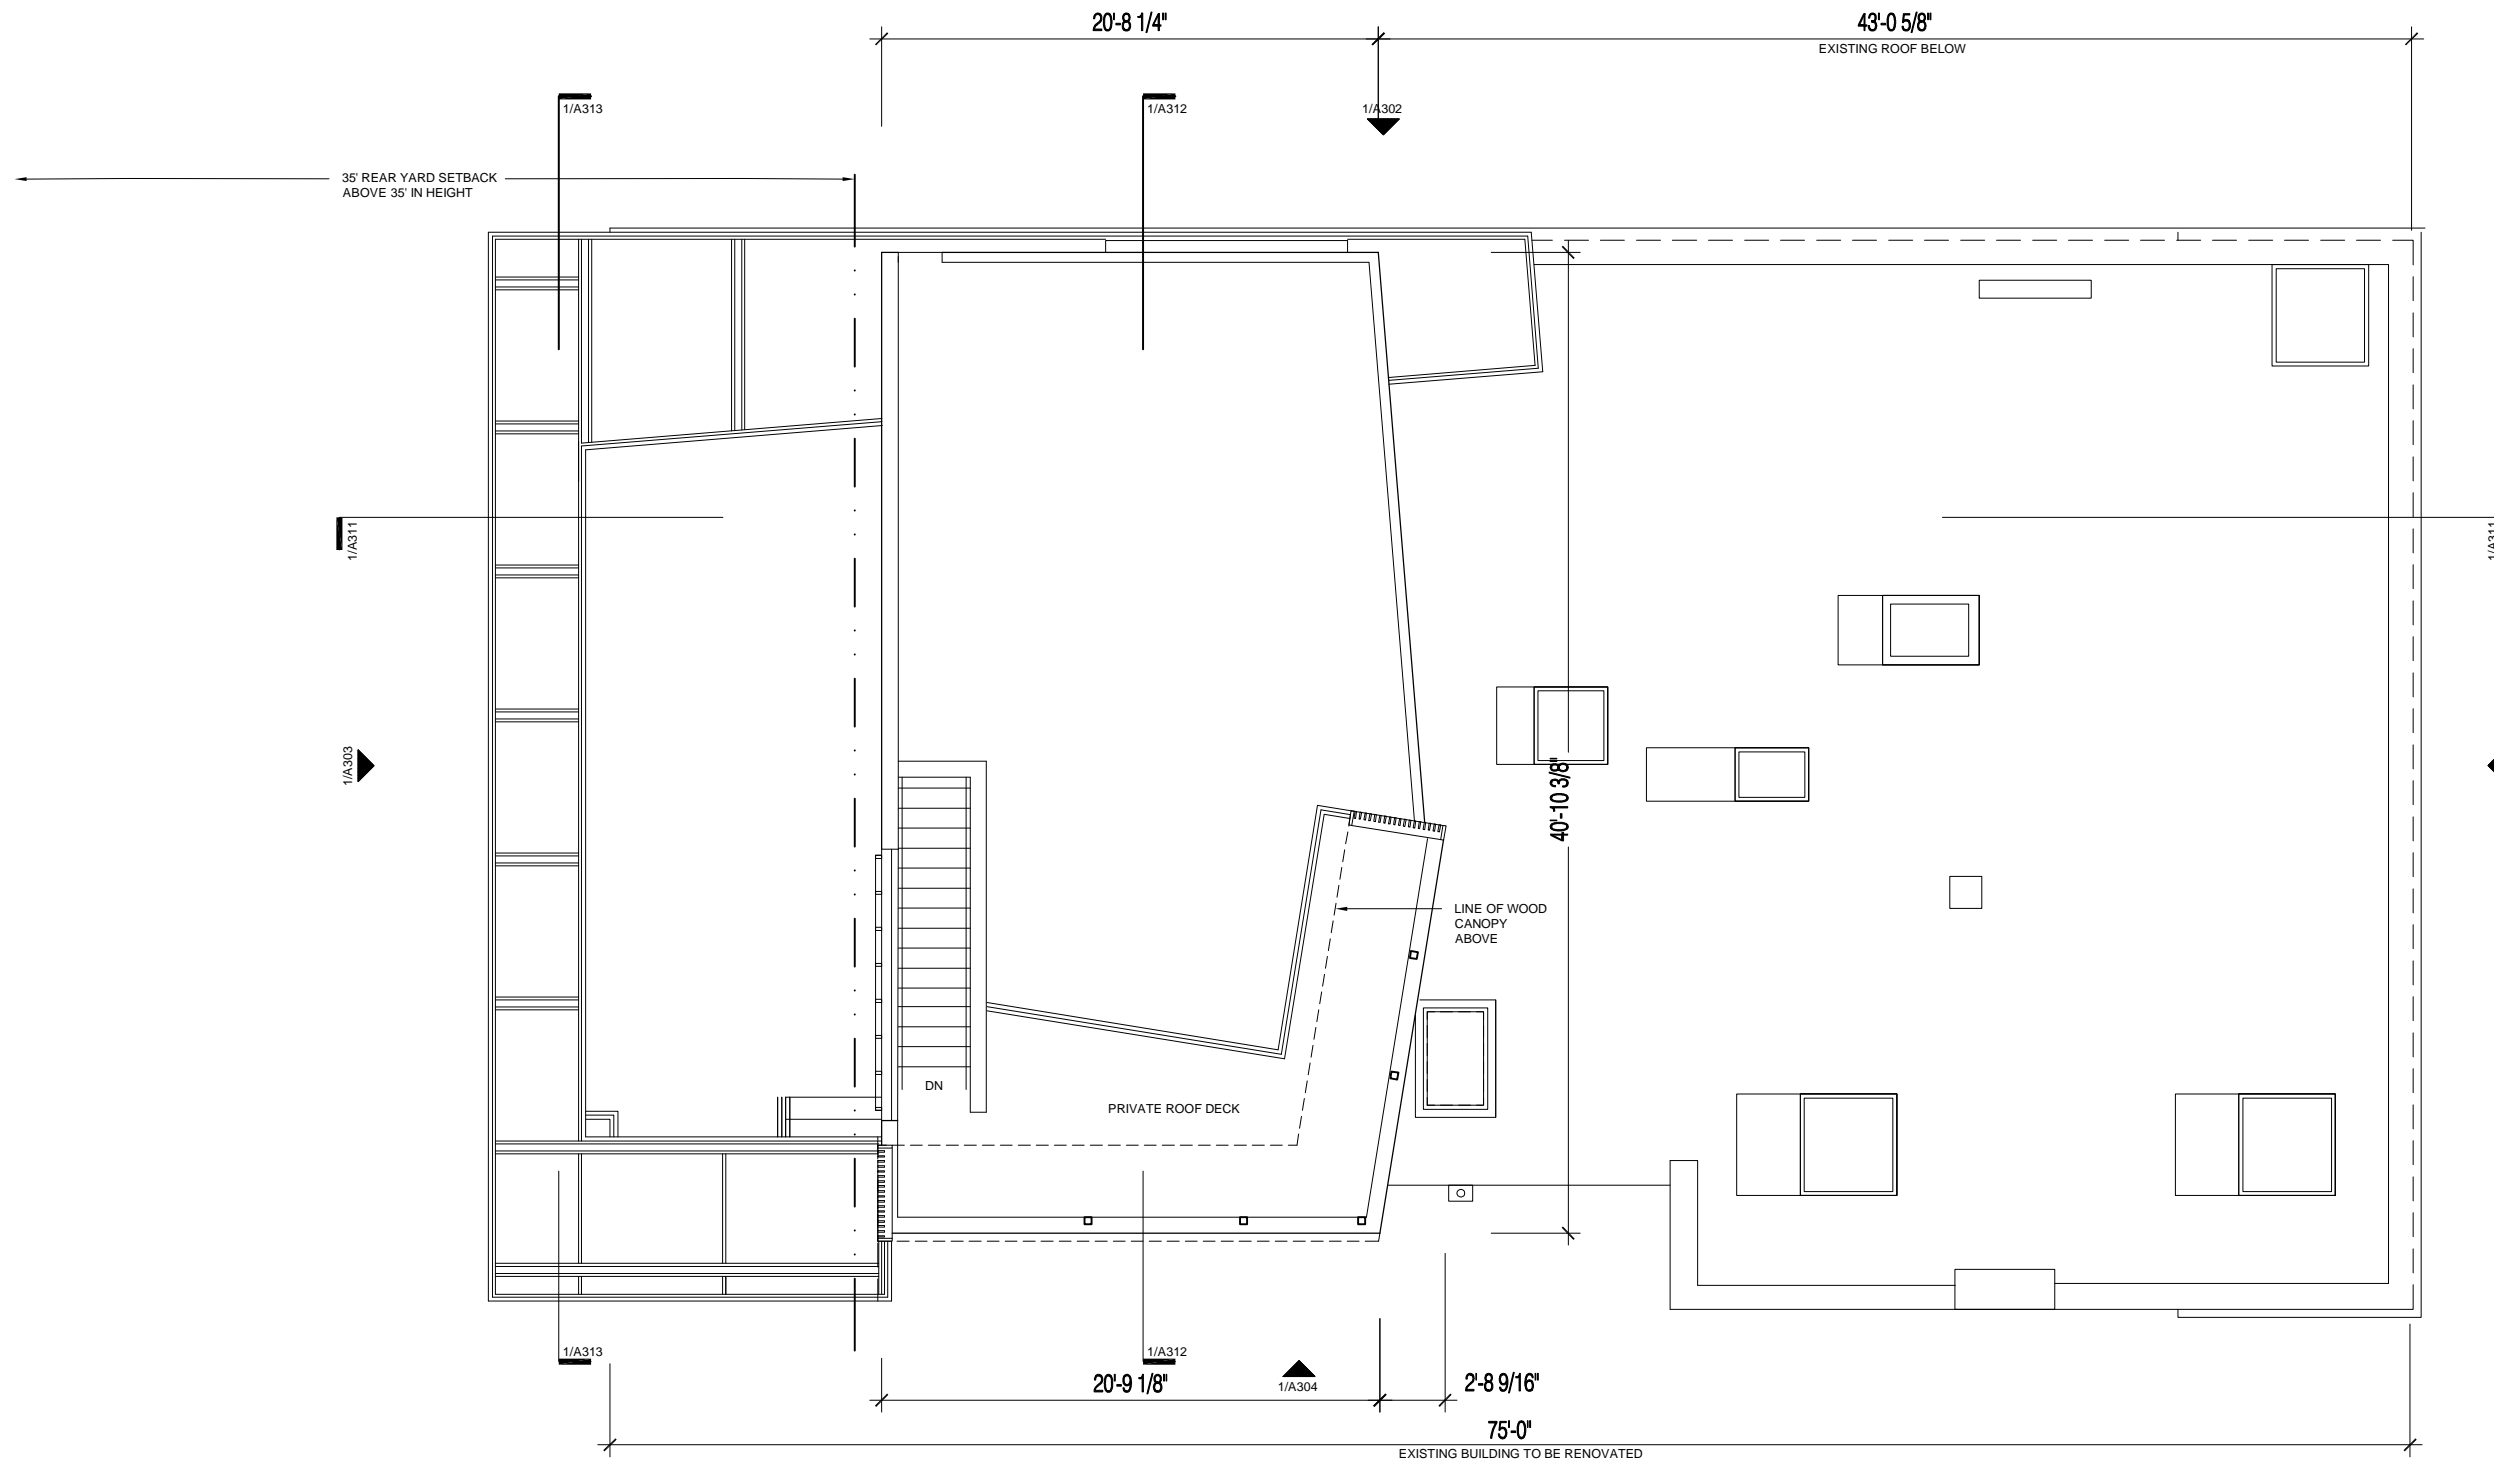 20'-8 1/4"
43'-0 5/8"
EXISTING ROOF BELOW
1/A313
1/A312
1/A302
35' REAR YARD SETBACK
ABOVE 35' IN HEIGHT
1/A311
1/A311
1/A303
40'-10 3/8"
LINE OF WOOD
CANOPY
ABOVE
DN
PRIVATE ROOF DECK
1/A313
1/A312
20'-9 1/8"
1/A304
2'-8 9/16"
75'-0"
EXISTING BUILDING TO BE RENOVATED